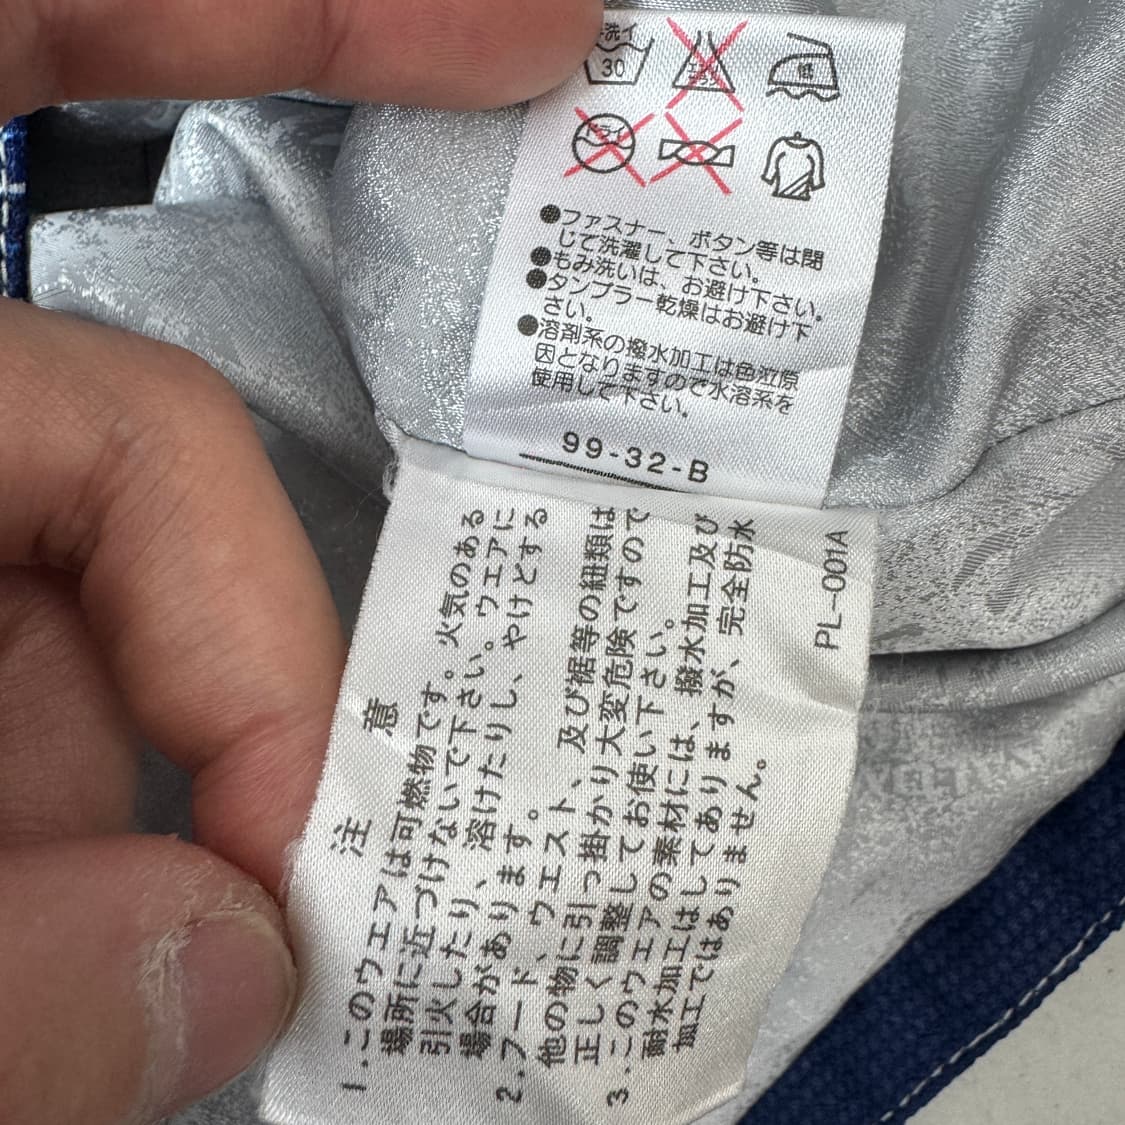 手洗イ
30
エンソサラシ
低
ドライ
●ファスナー、ボタン等は閉
じて洗濯して下さい。
●もみ洗いは、お避け下さい。
●タンブラー乾燥はお避け下
さい。
●溶剤系の撥水加工は色泣原
因となりますので水溶系を
使用して下さい。
99-32-B
注意
1.このウエアは可燃物です。火気のある
場所に近づけないで下さい。ウエアに
引火したり、溶けたりし、やけどする
場合があります。
2.フード、ウエスト、及び裾等の紐類は
他の物に引っ掛かり大変危険ですので
正しく調整してお使い下さい。
3.このウエアの素材には、撥水加工及び
耐水加工はしてありますが、完全防水
加工ではありません。
PL-001A